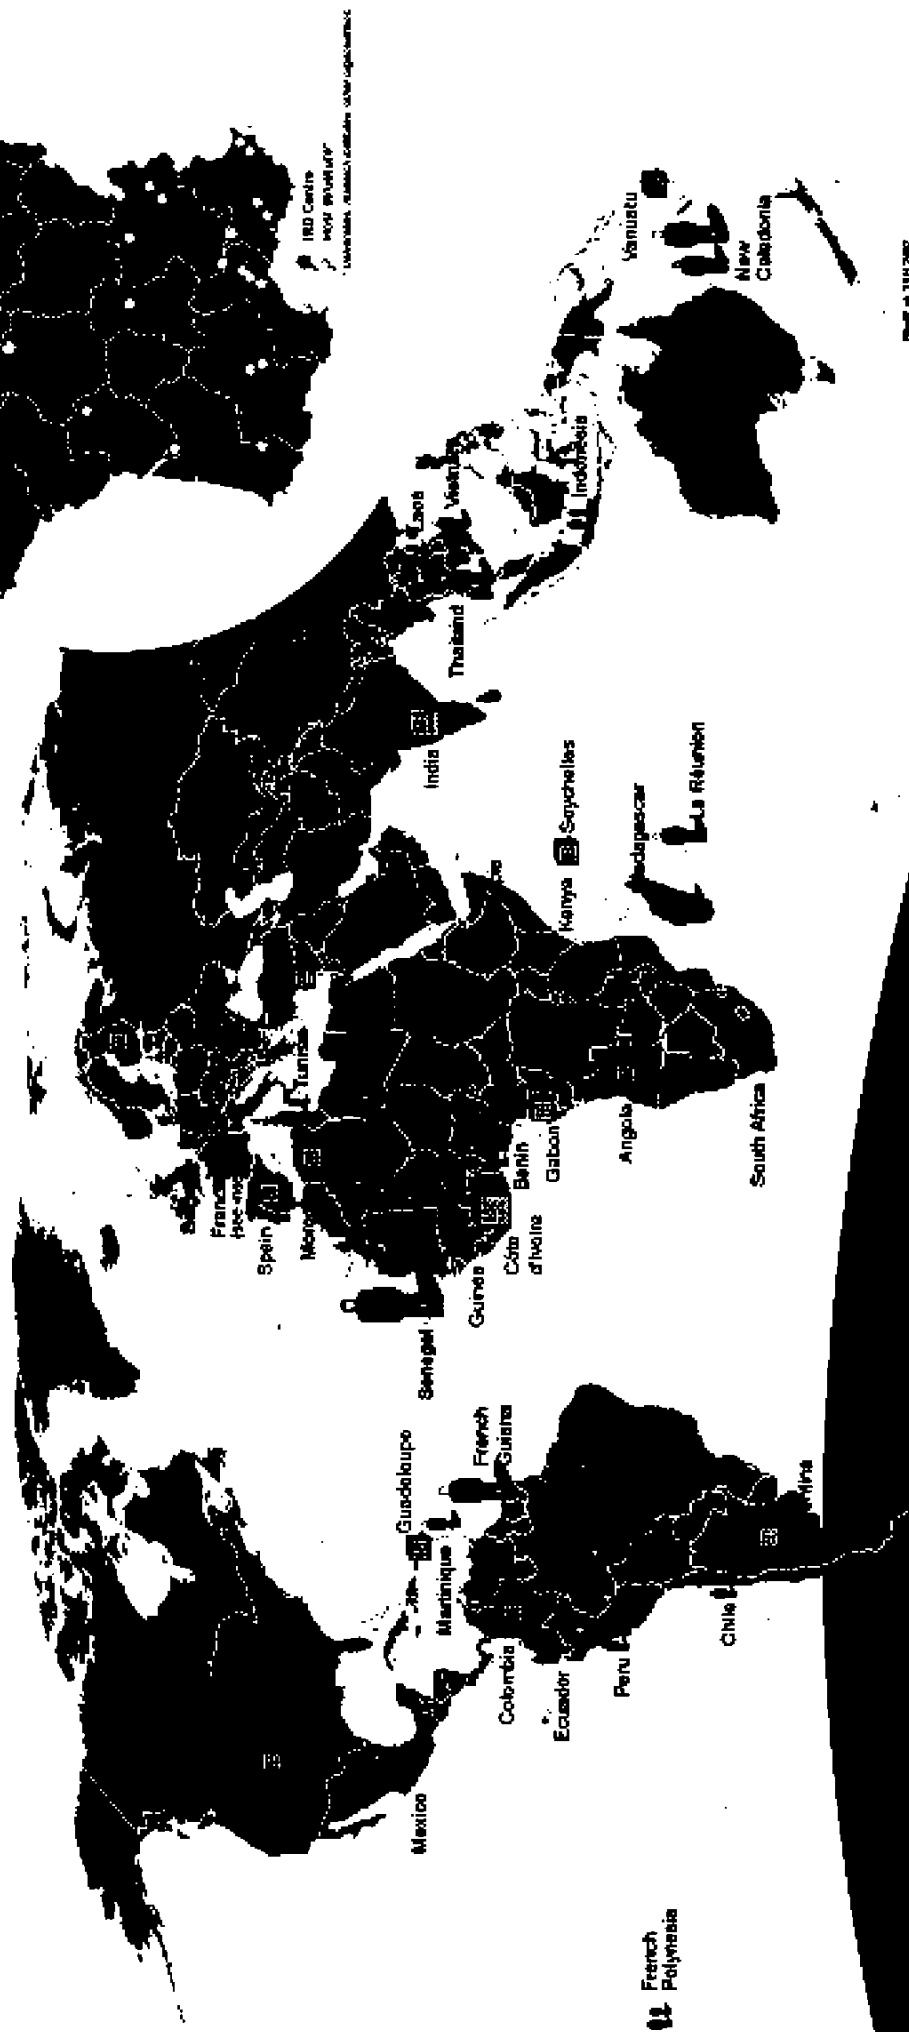 IRD Centre
Vanuatu
New
Caledonia
Indonesia
Laos
Thailand
India
Seychelles
Kenya
La Réunion
South Africa
Angola
Gabon
Benin
Côte
d'Ivoire
Guinea
Senegal
Spain
French
Guiana
Guadeloupe
Martinique
Colombia
Ecuador
Peru
Chile
Mexico
French
Polynesia